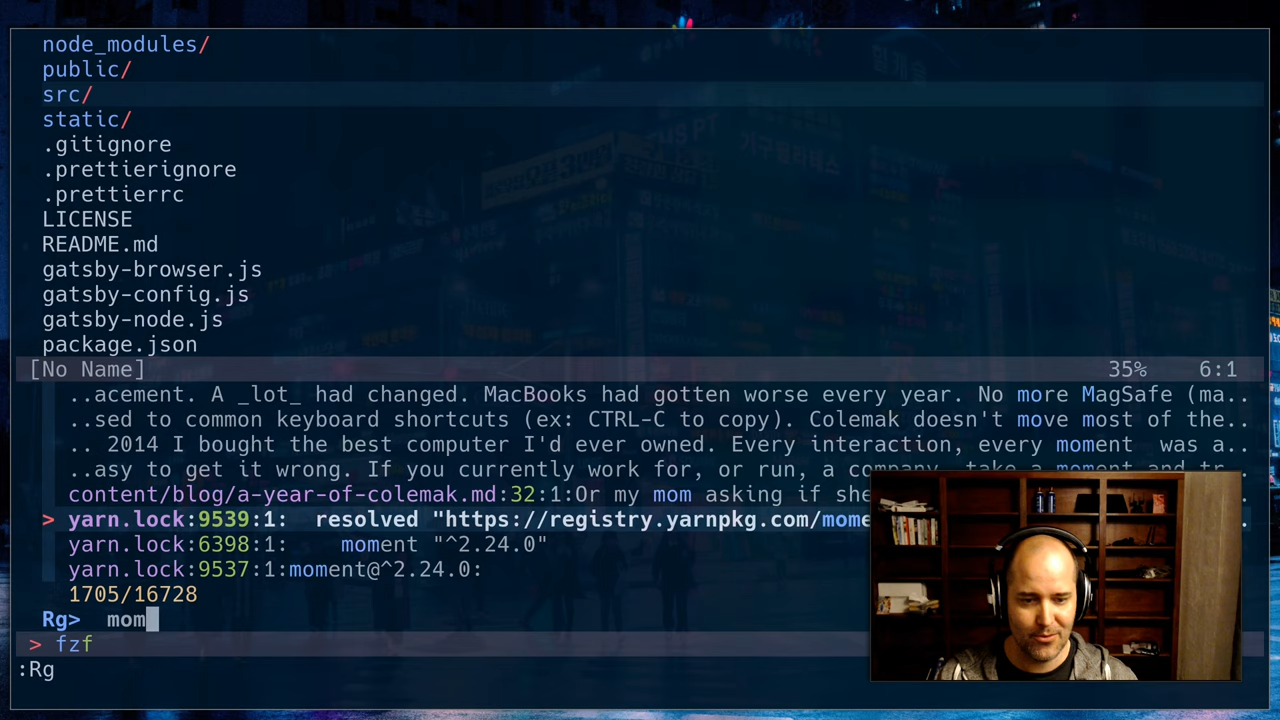 node_modules/
public/
src/
static/
.gitignore
.prettierignore
.prettierrc
LICENSE
README.md
gatsby-browser.js
gatsby-config.js
gatsby-node.js
package.json
[No Name] 35% 6:1
..acement. A _lot_ had changed. MacBooks had gotten worse every year. No more MagSafe (ma..
..sed to common keyboard shortcuts (ex: CTRL-C to copy). Colemak doesn't move most of the..
.. 2014 I bought the best computer I'd ever owned. Every interaction, every moment  was a..
..asy to get it wrong. If you currently work for, or run, a company, take a moment and tr..
content/blog/a-year-of-colemak.md:32:1:Or my mom asking if she
> yarn.lock:9539:1:  resolved "https://registry.yarnpkg.com/mome
yarn.lock:6398:1:    moment "^2.24.0"
yarn.lock:9537:1:moment@^2.24.0:
1705/16728
Rg>  mom
> fzf
:Rg